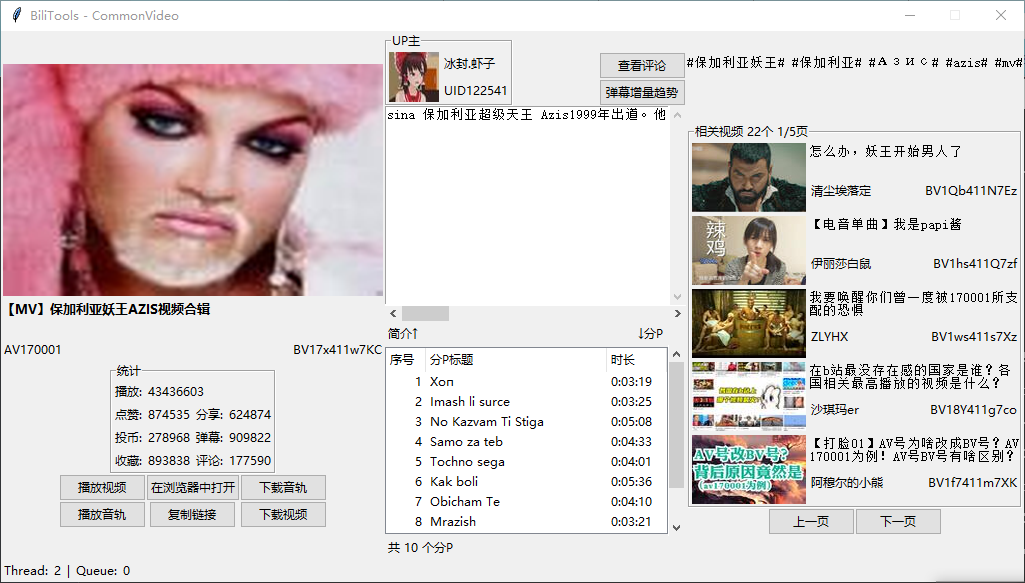 BiliTools - CommonVideo
【MV】保加利亚妖王AZIS视频合辑
AV170001 BV17x411w7KC
统计
播放: 43436603
点赞: 874535 分享: 624874
投币: 278968 弹幕: 909822
收藏: 893838 评论: 177590
播放视频 在浏览器中打开 下载音轨
播放音轨 复制链接 下载视频
Thread: 2 | Queue: 0
UP主
冰封.虾子
UID122541
查看评论
弹幕增量趋势
sina 保加利亚超级天王 Azis1999年出道。他
简介↑ ↓分P
序号 分P标题 时长
1 Хоп 0:03:19
2 Imash li surce 0:03:25
3 No Kazvam Ti Stiga 0:05:08
4 Samo za teb 0:04:33
5 Tochno sega 0:04:01
6 Kak boli 0:05:36
7 Obicham Te 0:04:10
8 Mrazish 0:03:21
共 10 个分P
#保加利亚妖王# #保加利亚# #Азис# #azis# #mv#
相关视频 22个 1/5页
怎么办，妖王开始男人了
清尘埃落定 BV1Qb411N7Ez
辣鸡
【电音单曲】我是papi酱
伊丽莎白鼠 BV1hs411Q7zf
我要唤醒你们曾一度被170001所支
配的恐惧
ZLYHX BV1ws411s7Xz
在b站最没存在感的国家是谁？各
国相关最高播放的视频是什么？
沙琪玛er BV18Y411g7co
AV号改BV号?
背后原因竟然是
(av170001为例)
【打脸01】AV号为啥改成BV号？AV
170001为例！AV号BV号有啥区别？
阿穆尔的小熊 BV1f7411m7XK
上一页 下一页